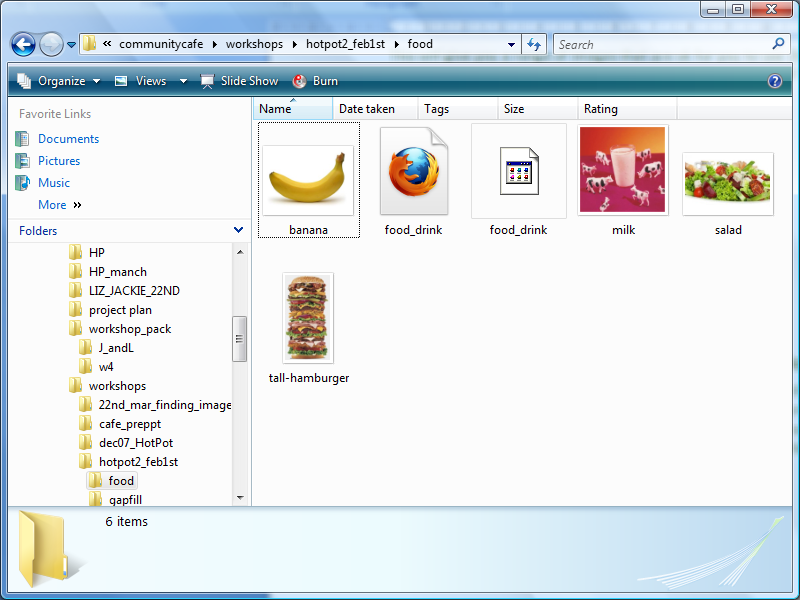 « communitycafe workshops hotpot2_feb1st food Search
Organize Views Slide Show Burn
Favorite Links
Documents
Pictures
Music
More »
Folders
HP
HP_manch
LIZ_JACKIE_22ND
project plan
workshop_pack
J_andL
w4
workshops
22nd_mar_finding_image
cafe_preppt
dec07_HotPot
hotpot2_feb1st
food
gapfill
Name Date taken Tags Size Rating
banana food_drink food_drink milk salad
tall-hamburger
6 items